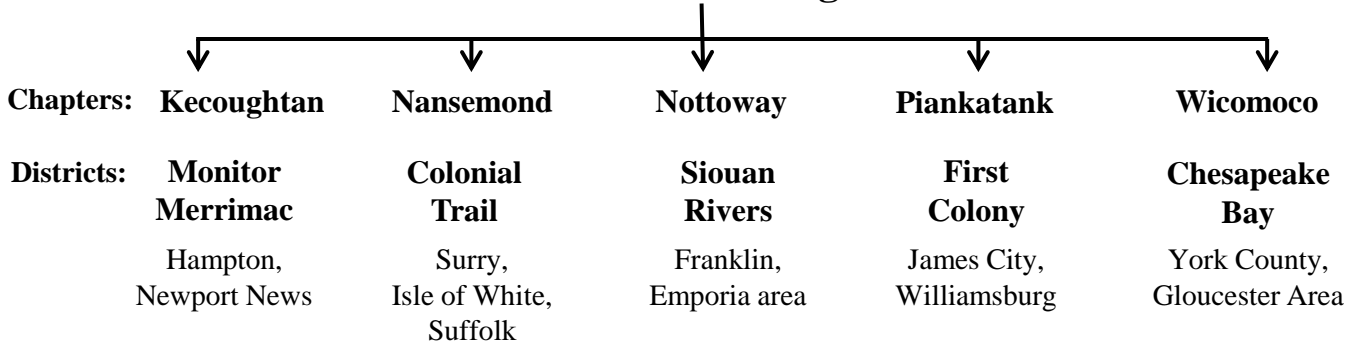 Chapters: Kecoughtan Nansemond Nottoway Piankatank Wicomoco
Districts: Monitor Merrimac Colonial Trail Siouan Rivers First Colony Chesapeake Bay
Hampton, Newport News
Surry, Isle of White, Suffolk
Franklin, Emporia area
James City, Williamsburg
York County, Gloucester Area